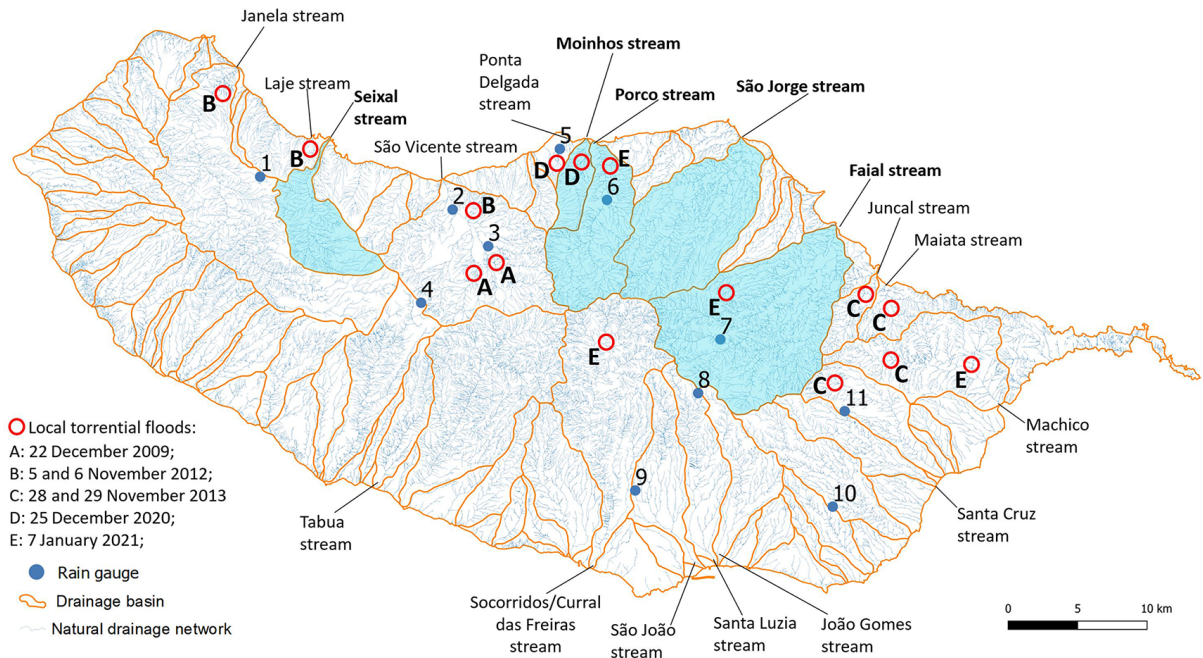 Janela stream
Moinhos stream
Ponta
Delgada
stream
Laje stream
Seixal
stream
Porco stream
São Jorge stream
São Vicente stream
Faial stream
Juncal stream
Maiata stream
B
B
1
5
D
D
E
6
2
B
3
A
A
4
E
7
C
C
E
8
C
C
E
11
9
10
Machico
stream
Local torrential floods:
A: 22 December 2009;
B: 5 and 6 November 2012;
C: 28 and 29 November 2013
D: 25 December 2020;
E: 7 January 2021;
Rain gauge
Drainage basin
Natural drainage network
Tabua
stream
Santa Cruz
stream
Socorridos/Curral
das Freiras
stream
São João
stream
Santa Luzia
stream
João Gomes
stream
0 5 10 km